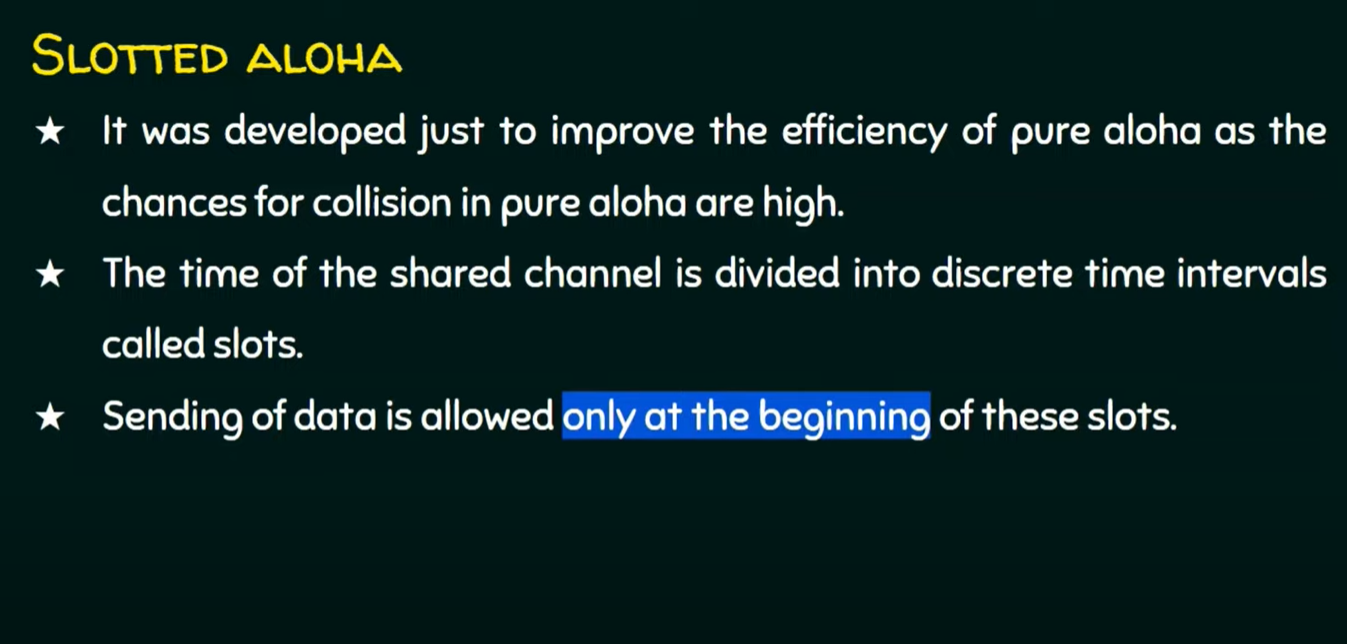 SLOTTED ALOHA
★ It was developed just to improve the efficiency of pure aloha as the
chances for collision in pure aloha are high.
★ The time of the shared channel is divided into discrete time intervals
called slots.
★ Sending of data is allowed only at the beginning of these slots.